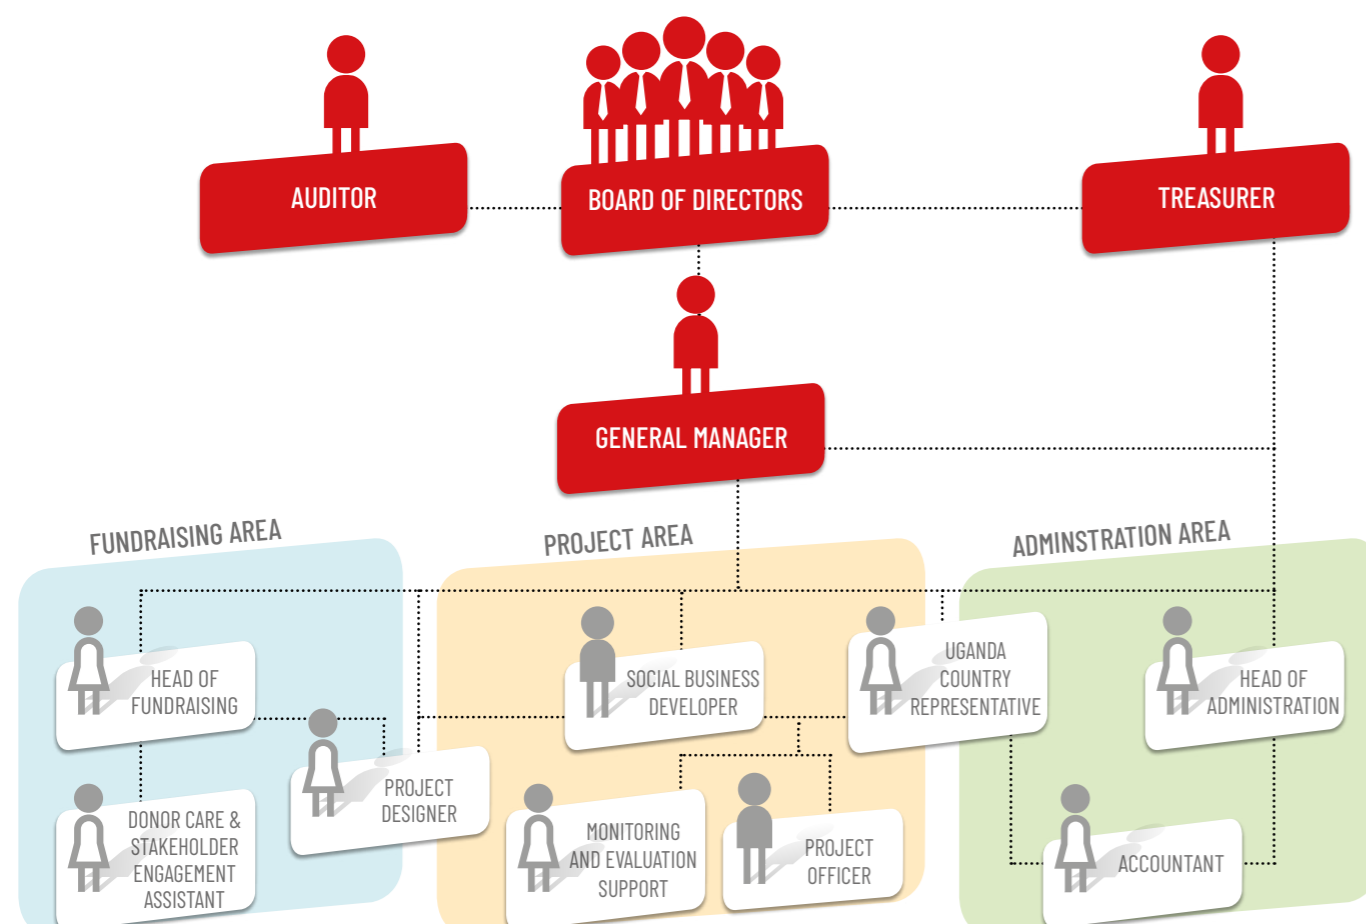 AUDITOR
BOARD OF DIRECTORS
TREASURER
GENERAL MANAGER
FUNDRAISING AREA
PROJECT AREA
ADMINSTRATION AREA
HEAD OF
FUNDRAISING
SOCIAL BUSINESS
DEVELOPER
UGANDA
COUNTRY
REPRESENTATIVE
HEAD OF
ADMINISTRATION
PROJECT
DESIGNER
DONOR CARE &
STAKEHOLDER
ENGAGEMENT
ASSISTANT
MONITORING
AND EVALUATION
SUPPORT
PROJECT
OFFICER
ACCOUNTANT